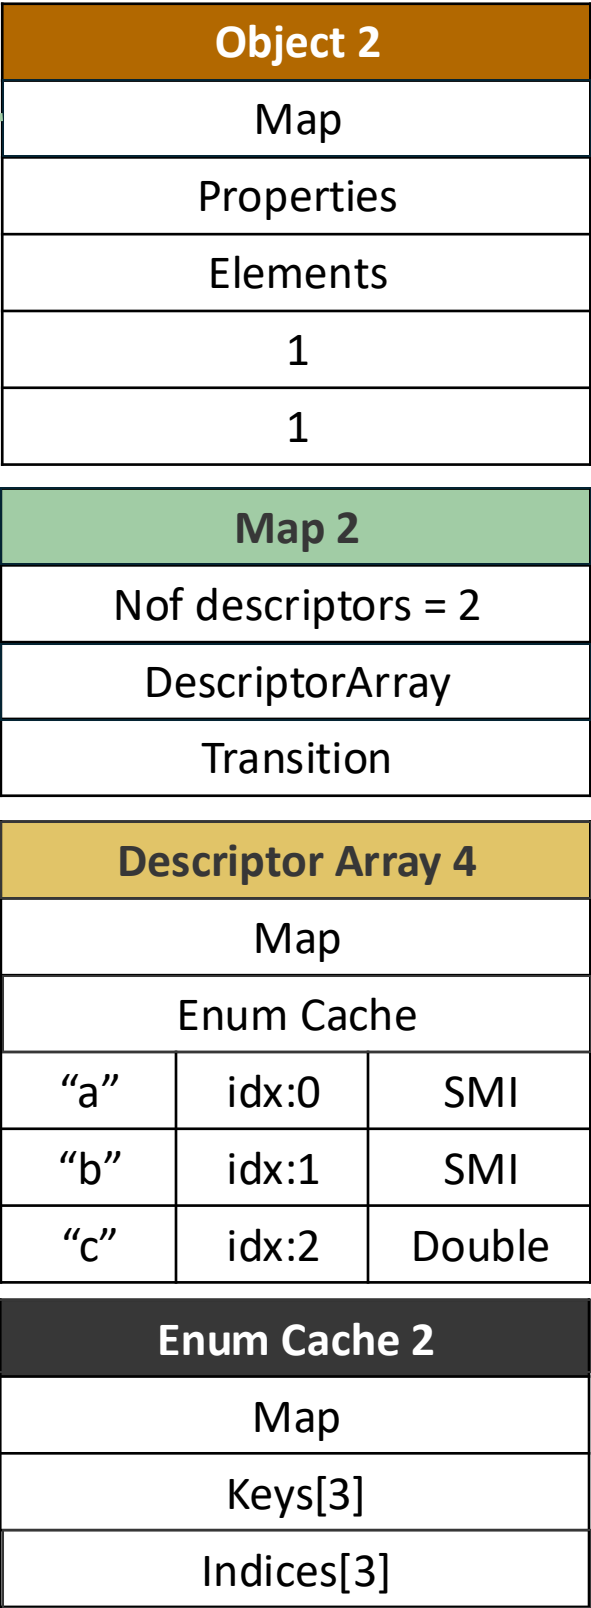 Object 2
Map
Properties
Elements
1
1
Map 2
Nof descriptors = 2
DescriptorArray
Transition
Descriptor Array 4
Map
Enum Cache
“a” idx:0 SMI
“b” idx:1 SMI
“c” idx:2 Double
Enum Cache 2
Map
Keys[3]
Indices[3]